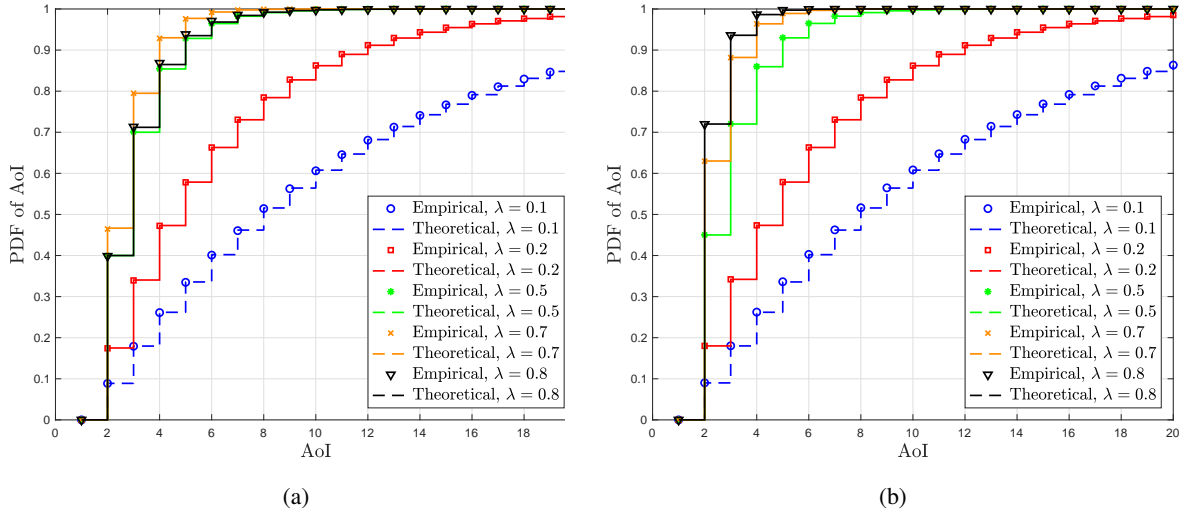 1
0.9
0.8
0.7
0.6
0.5
0.4
0.3
0.2
0.1
0
PDF of AoI
0 2 4 6 8 10 12 14 16 18
AoI
Empirical, λ = 0.1
Theoretical, λ = 0.1
Empirical, λ = 0.2
Theoretical, λ = 0.2
Empirical, λ = 0.5
Theoretical, λ = 0.5
Empirical, λ = 0.7
Theoretical, λ = 0.7
Empirical, λ = 0.8
Theoretical, λ = 0.8
(a)
1
0.9
0.8
0.7
0.6
0.5
0.4
0.3
0.2
0.1
0
PDF of AoI
0 2 4 6 8 10 12 14 16 18 20
AoI
Empirical, λ = 0.1
Theoretical, λ = 0.1
Empirical, λ = 0.2
Theoretical, λ = 0.2
Empirical, λ = 0.5
Theoretical, λ = 0.5
Empirical, λ = 0.7
Theoretical, λ = 0.7
Empirical, λ = 0.8
Theoretical, λ = 0.8
(b)